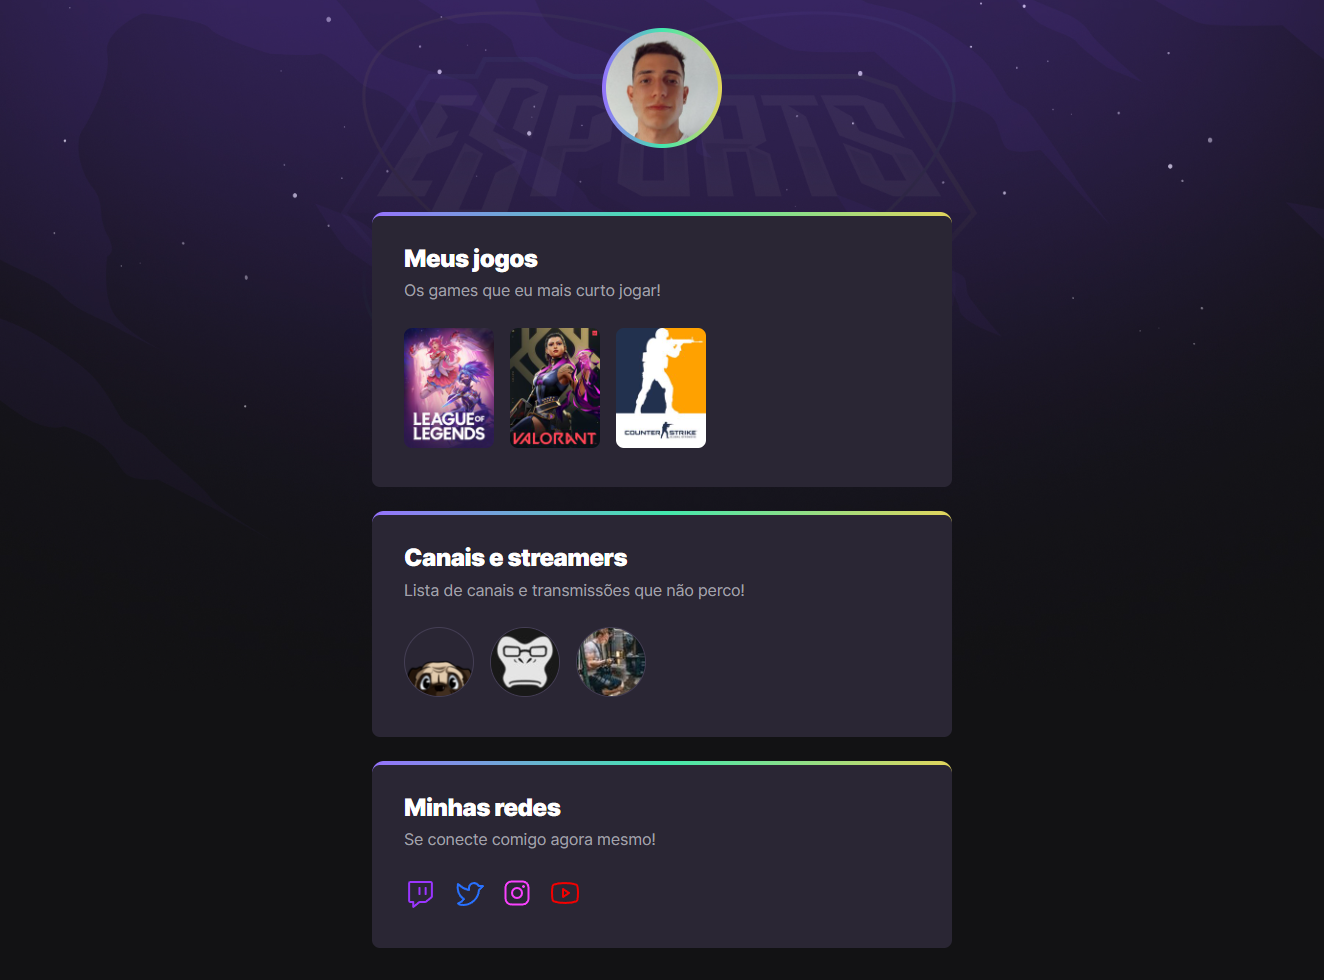 ESPORTS
Meus jogos
Os games que eu mais curto jogar!
LEAGUE OF
LEGENDS
VALORANT
COUNTER STRIKE
Canais e streamers
Lista de canais e transmissões que não perco!
Minhas redes
Se conecte comigo agora mesmo!